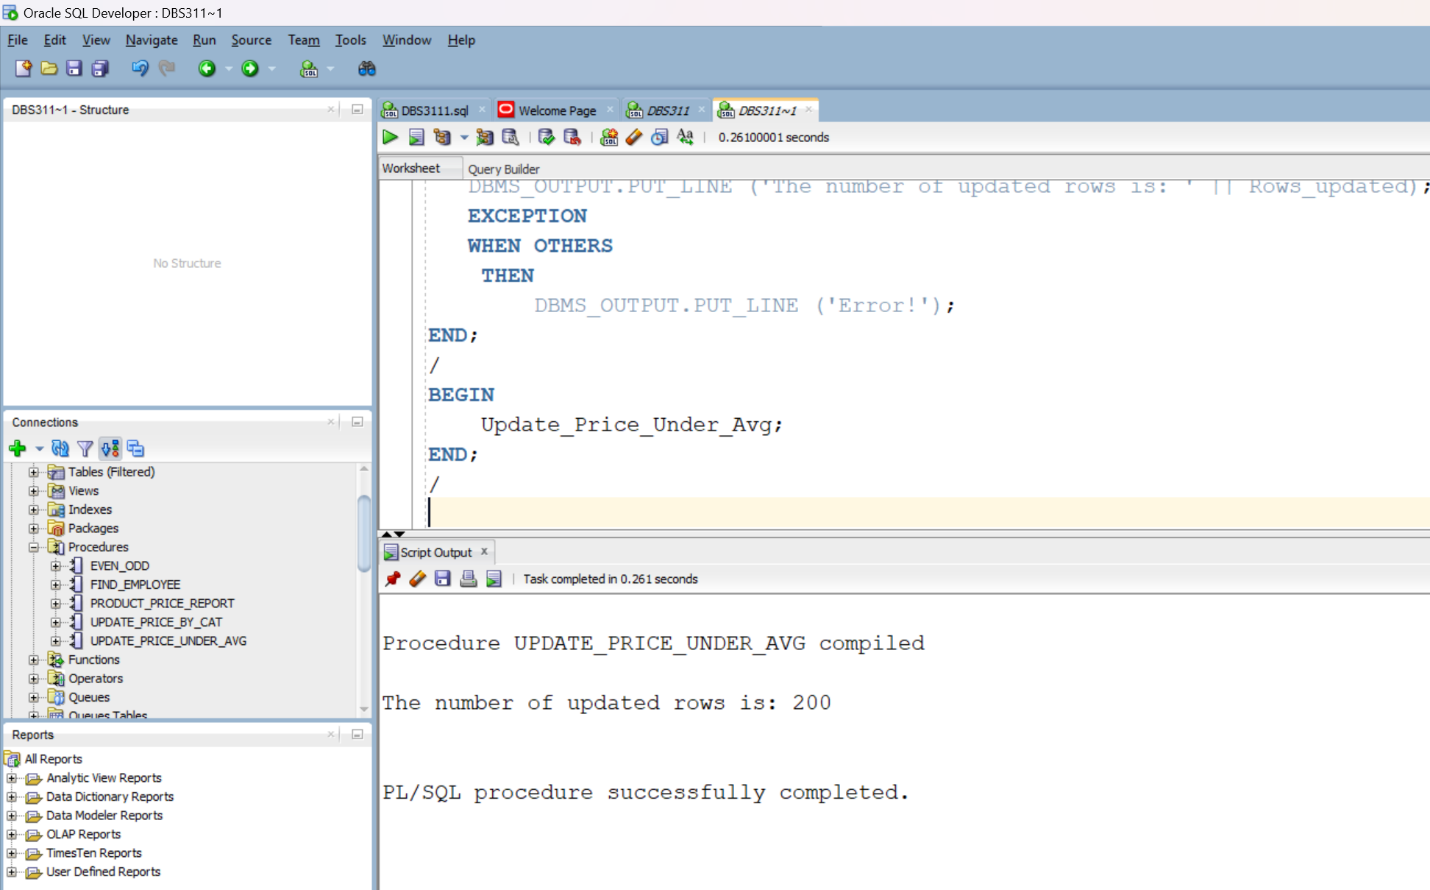 Oracle SQL Developer : DBS311~1
File Edit View Navigate Run Source Team Tools Window Help
DBS311~1 - Structure
No Structure
Connections
Tables (Filtered)
Views
Indexes
Packages
Procedures
EVEN_ODD
FIND_EMPLOYEE
PRODUCT_PRICE_REPORT
UPDATE_PRICE_BY_CAT
UPDATE_PRICE_UNDER_AVG
Functions
Operators
Queues
Queues Tables
Reports
All Reports
Analytic View Reports
Data Dictionary Reports
Data Modeler Reports
OLAP Reports
TimesTen Reports
User Defined Reports
DBS3111.sql Welcome Page DBS311 DBS311~1
0.26100001 seconds
Worksheet Query Builder
DBMS_OUTPUT.PUT_LINE ('The number of updated rows is: ' || Rows_updated);
EXCEPTION
WHEN OTHERS
THEN
DBMS_OUTPUT.PUT_LINE ('Error!');
END;
/
BEGIN
Update_Price_Under_Avg;
END;
/
Script Output x
Task completed in 0.261 seconds
Procedure UPDATE_PRICE_UNDER_AVG compiled
The number of updated rows is: 200
PL/SQL procedure successfully completed.